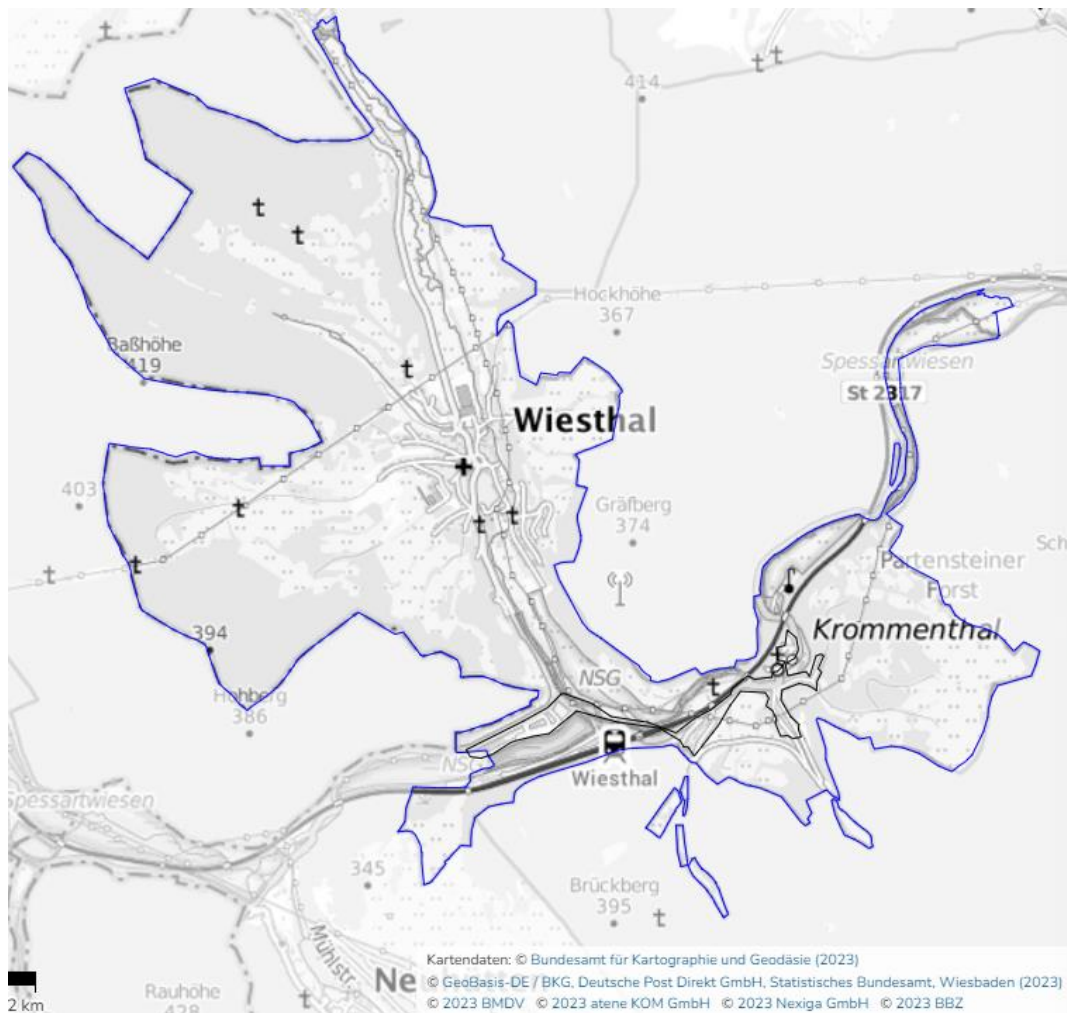 414
Hockhöhe
367
Baßhöhe
419
Spessartwiesen
St 2317
Wiesthal
403
Gräfberg
374
Partensteiner
Forst
Sch
Krommenthal
394
NSG
Hohberg
386
NSG
Wiesthal
Spessartwiesen
345
Brückberg
395
Mühlstr.
Kartendaten: © Bundesamt für Kartographie und Geodäsie (2023)
© GeoBasis-DE / BKG, Deutsche Post Direkt GmbH, Statistisches Bundesamt, Wiesbaden (2023)
© 2023 BMDV © 2023 atene KOM GmbH © 2023 Nexiga GmbH © 2023 BBZ
Neuhütten
Rauhöhe
428
2 km